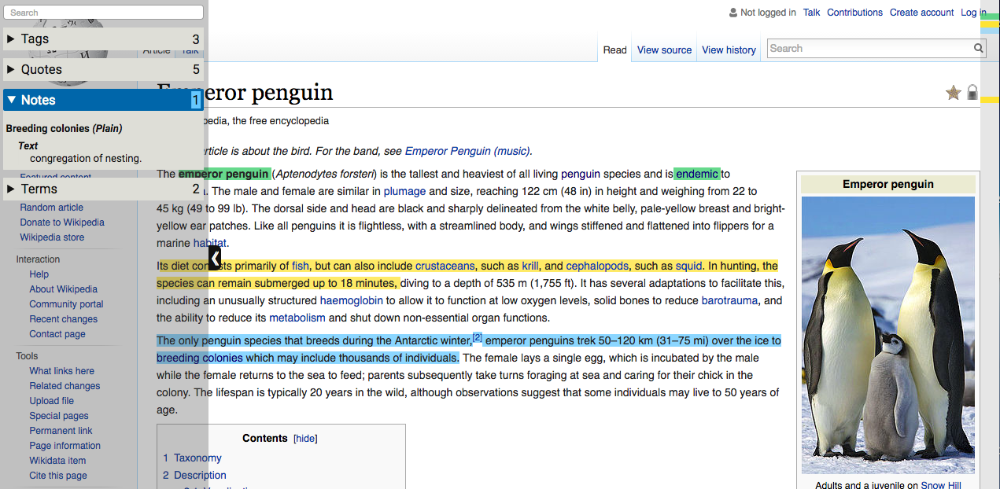 Search
Tags 3
Quotes 5
Notes 1
Breeding colonies (Plain)
Text
congregation of nesting.
Featured content
Terms 2
Random article
Donate to Wikipedia
Wikipedia store
Interaction
Help
About Wikipedia
Community portal
Recent changes
Contact page
Tools
What links here
Related changes
Upload file
Special pages
Permanent link
Page information
Wikidata item
Cite this page
Not logged in Talk Contributions Create account Log in
Article Talk
Read View source View history Search
Emperor penguin
pedia, the free encyclopedia
article is about the bird. For the band, see Emperor Penguin (music).
The emperor penguin (Aptenodytes forsteri) is the tallest and heaviest of all living penguin species and is endemic to
. The male and female are similar in plumage and size, reaching 122 cm (48 in) in height and weighing from 22 to
45 kg (49 to 99 lb). The dorsal side and head are black and sharply delineated from the white belly, pale-yellow breast and bright-
yellow ear patches. Like all penguins it is flightless, with a streamlined body, and wings stiffened and flattened into flippers for a
marine habitat.
Its diet consists primarily of fish, but can also include crustaceans, such as krill, and cephalopods, such as squid. In hunting, the
species can remain submerged up to 18 minutes, diving to a depth of 535 m (1,755 ft). It has several adaptations to facilitate this,
including an unusually structured haemoglobin to allow it to function at low oxygen levels, solid bones to reduce barotrauma, and
the ability to reduce its metabolism and shut down non-essential organ functions.
The only penguin species that breeds during the Antarctic winter,[2] emperor penguins trek 50–120 km (31–75 mi) over the ice to
breeding colonies which may include thousands of individuals. The female lays a single egg, which is incubated by the male
while the female returns to the sea to feed; parents subsequently take turns foraging at sea and caring for their chick in the
colony. The lifespan is typically 20 years in the wild, although observations suggest that some individuals may live to 50 years of
age.
Contents [hide]
1 Taxonomy
2 Description
Emperor penguin
Adults and a juvenile on Snow Hill